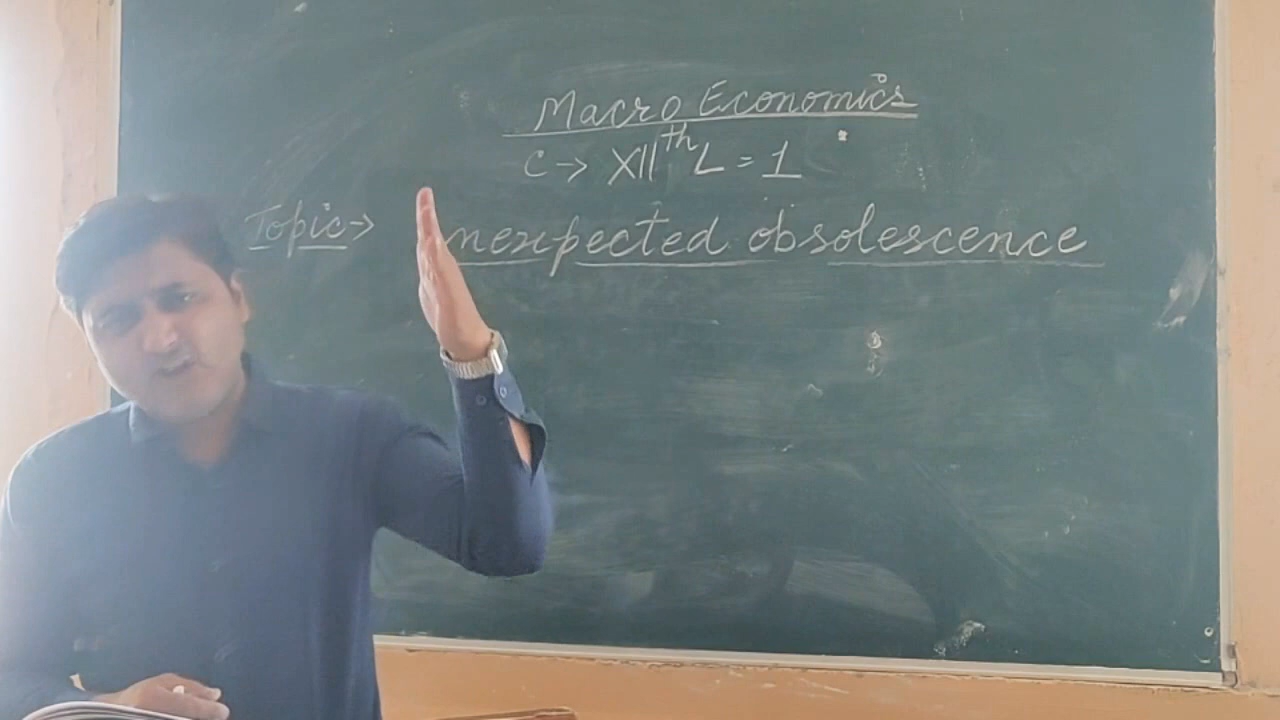 Macro Economics
C → XIIth L = 1
Topic → nexpected obsolescence